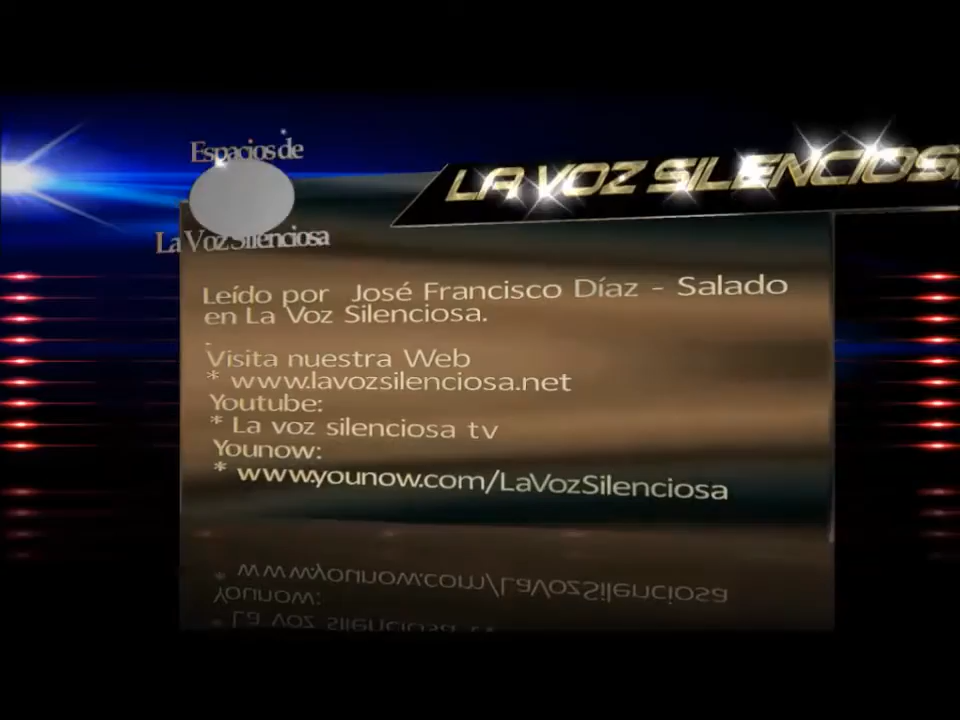 Espacios de
La Voz Silenciosa
LA VOZ SILENCIOS
Leído por José Francisco Díaz - Salado
en La Voz Silenciosa.
.
Visita nuestra Web
* www.lavozsilenciosa.net
Youtube:
* La voz silenciosa tv
Younow:
* www.younow.com/LaVozSilenciosa